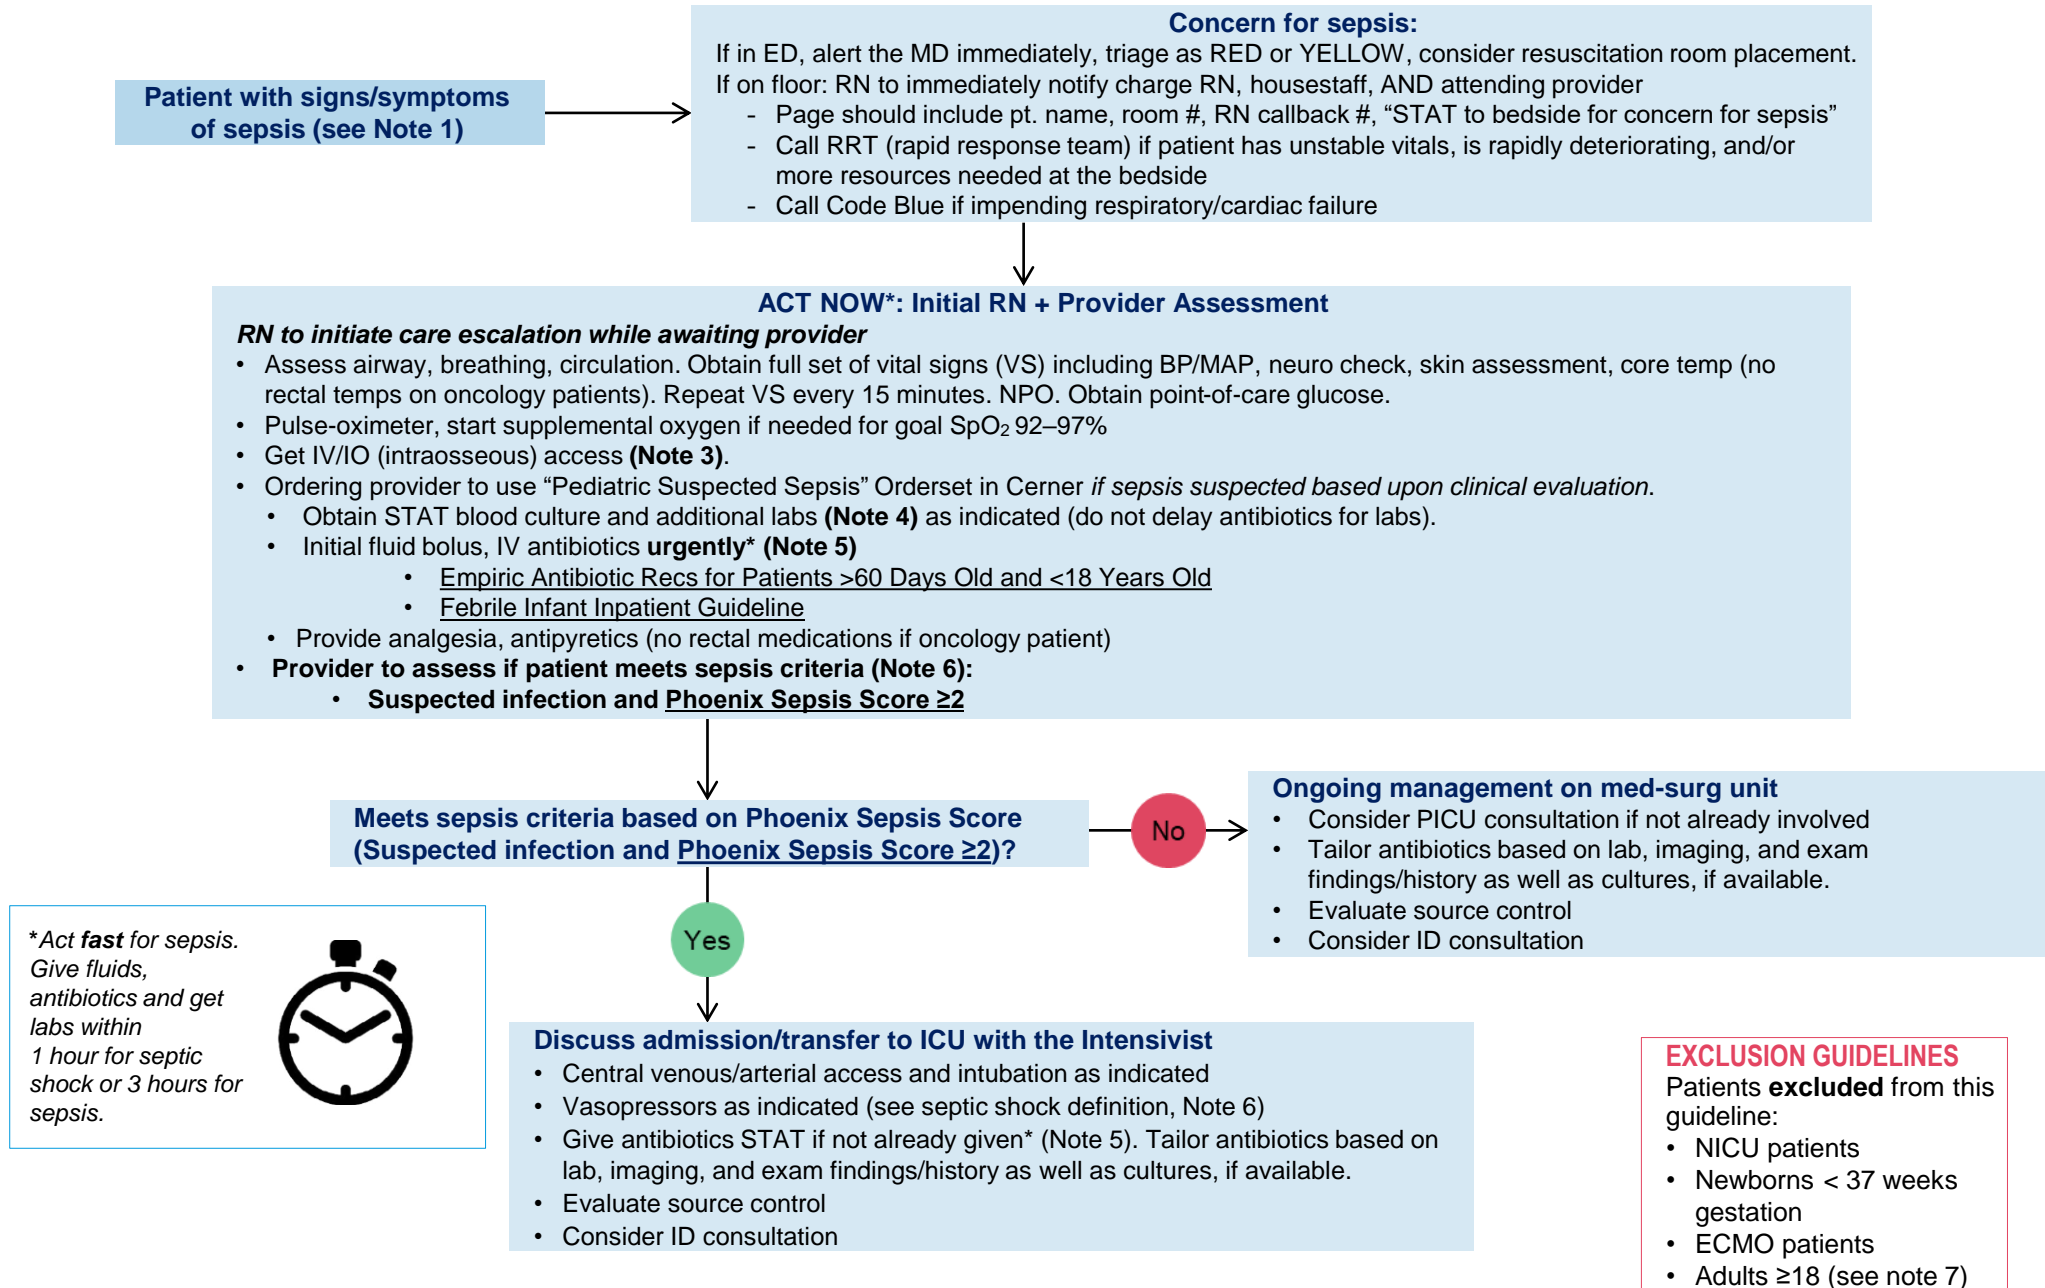 Concern for sepsis:
If in ED, alert the MD immediately, triage as RED or YELLOW, consider resuscitation room placement.
If on floor: RN to immediately notify charge RN, housestaff, AND attending provider
- Page should include pt. name, room #, RN callback #, “STAT to bedside for concern for sepsis”
- Call RRT (rapid response team) if patient has unstable vitals, is rapidly deteriorating, and/or
more resources needed at the bedside
- Call Code Blue if impending respiratory/cardiac failure
Patient with signs/symptoms
of sepsis (see Note 1)
ACT NOW*: Initial RN + Provider Assessment
RN to initiate care escalation while awaiting provider
• Assess airway, breathing, circulation. Obtain full set of vital signs (VS) including BP/MAP, neuro check, skin assessment, core temp (no
rectal temps on oncology patients). Repeat VS every 15 minutes. NPO. Obtain point-of-care glucose.
• Pulse-oximeter, start supplemental oxygen if needed for goal SpO₂ 92–97%
• Get IV/IO (intraosseous) access (Note 3).
• Ordering provider to use “Pediatric Suspected Sepsis” Orderset in Cerner if sepsis suspected based upon clinical evaluation.
• Obtain STAT blood culture and additional labs (Note 4) as indicated (do not delay antibiotics for labs).
• Initial fluid bolus, IV antibiotics urgently* (Note 5)
• Empiric Antibiotic Recs for Patients >60 Days Old and <18 Years Old
• Febrile Infant Inpatient Guideline
• Provide analgesia, antipyretics (no rectal medications if oncology patient)
• Provider to assess if patient meets sepsis criteria (Note 6):
• Suspected infection and Phoenix Sepsis Score ≥2
Meets sepsis criteria based on Phoenix Sepsis Score
(Suspected infection and Phoenix Sepsis Score ≥2)?
No
Ongoing management on med-surg unit
• Consider PICU consultation if not already involved
• Tailor antibiotics based on lab, imaging, and exam
findings/history as well as cultures, if available.
• Evaluate source control
• Consider ID consultation
Yes
*Act fast for sepsis.
Give fluids,
antibiotics and get
labs within
1 hour for septic
shock or 3 hours for
sepsis.
Discuss admission/transfer to ICU with the Intensivist
• Central venous/arterial access and intubation as indicated
• Vasopressors as indicated (see septic shock definition, Note 6)
• Give antibiotics STAT if not already given* (Note 5). Tailor antibiotics based on
lab, imaging, and exam findings/history as well as cultures, if available.
• Evaluate source control
• Consider ID consultation
EXCLUSION GUIDELINES
Patients excluded from this
guideline:
• NICU patients
• Newborns < 37 weeks
gestation
• ECMO patients
• Adults ≥18 (see note 7)